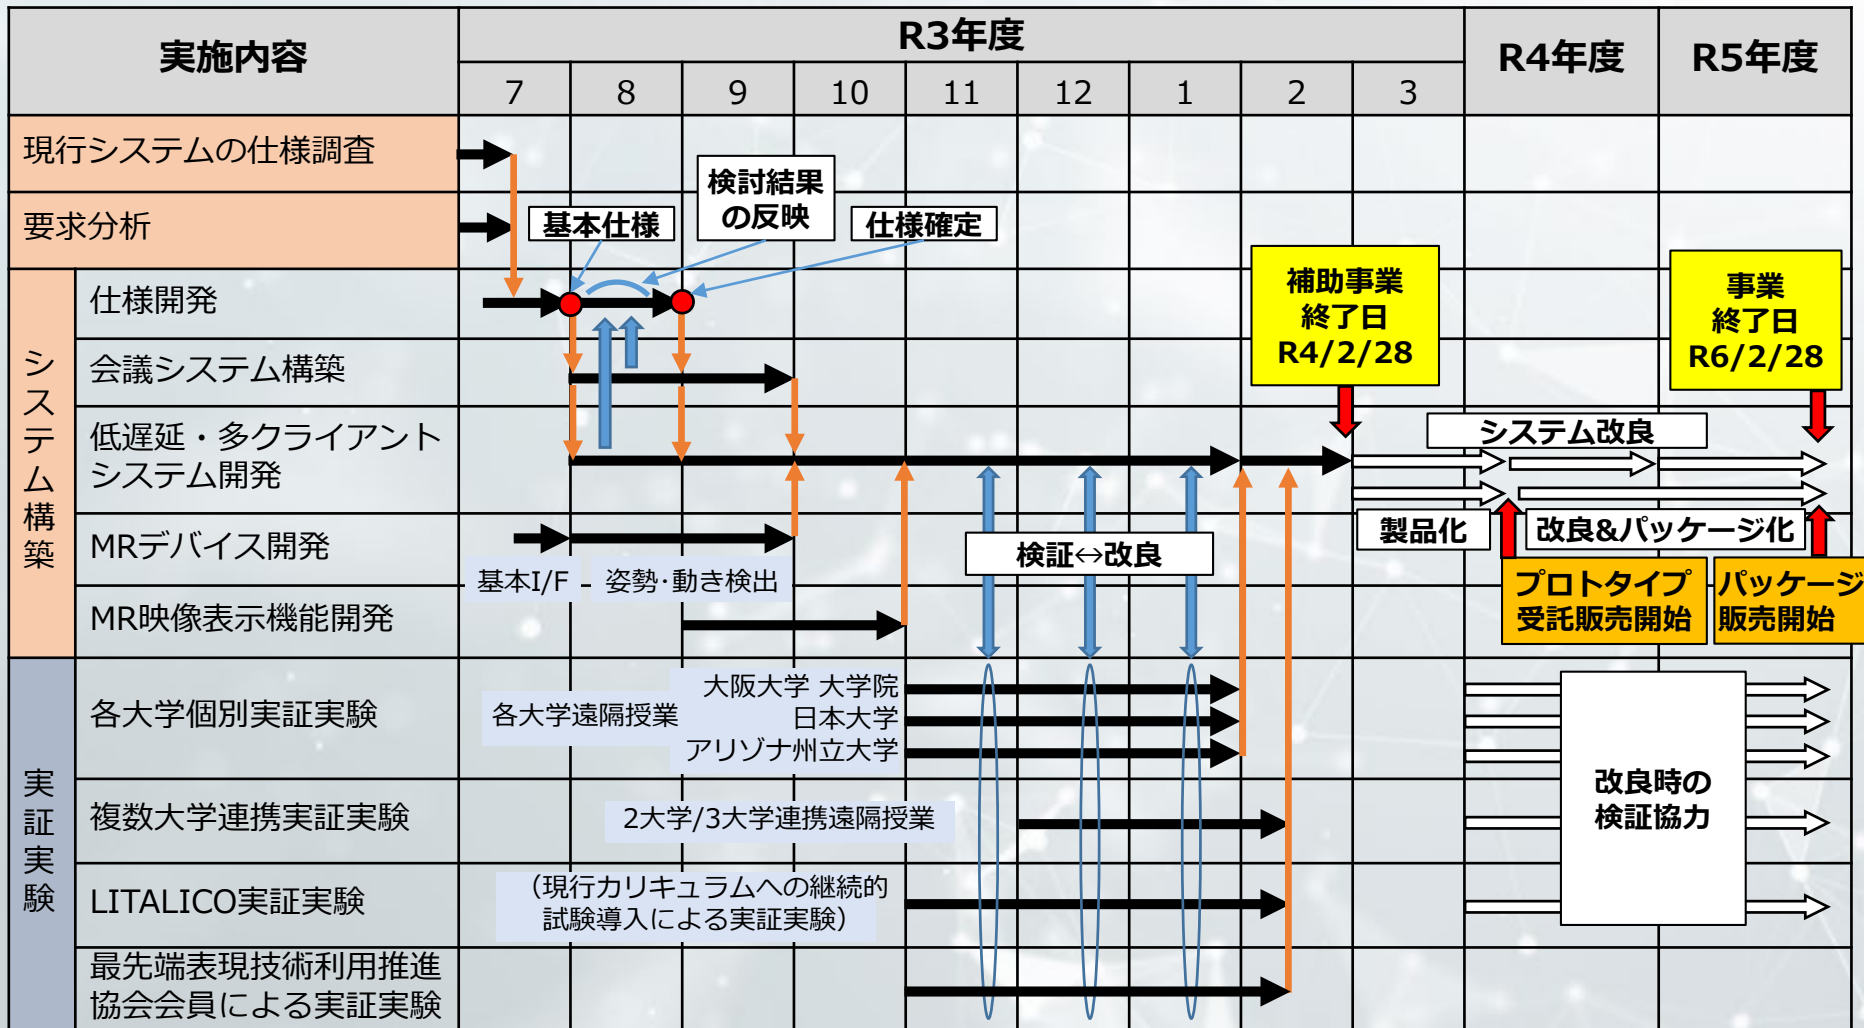 実施内容
R3年度
R4年度
R5年度
7
8
9
10
11
12
1
2
3
現行システムの仕様調査
要求分析
基本仕様
検討結果
の反映
仕様確定
システム構築
仕様開発
補助事業
終了日
R4/2/28
事業
終了日
R6/2/28
会議システム構築
低遅延・多クライアント
システム開発
システム改良
MRデバイス開発
基本I/F
姿勢・動き検出
検証↔改良
製品化
改良&パッケージ化
プロトタイプ
受託販売開始
パッケージ
販売開始
MR映像表示機能開発
実証実験
各大学個別実証実験
各大学遠隔授業
大阪大学 大学院
日本大学
アリゾナ州立大学
改良時の
検証協力
複数大学連携実証実験
2大学/3大学連携遠隔授業
LITALICO実証実験
（現行カリキュラムへの継続的
試験導入による実証実験）
最先端表現技術利用推進
協会会員による実証実験